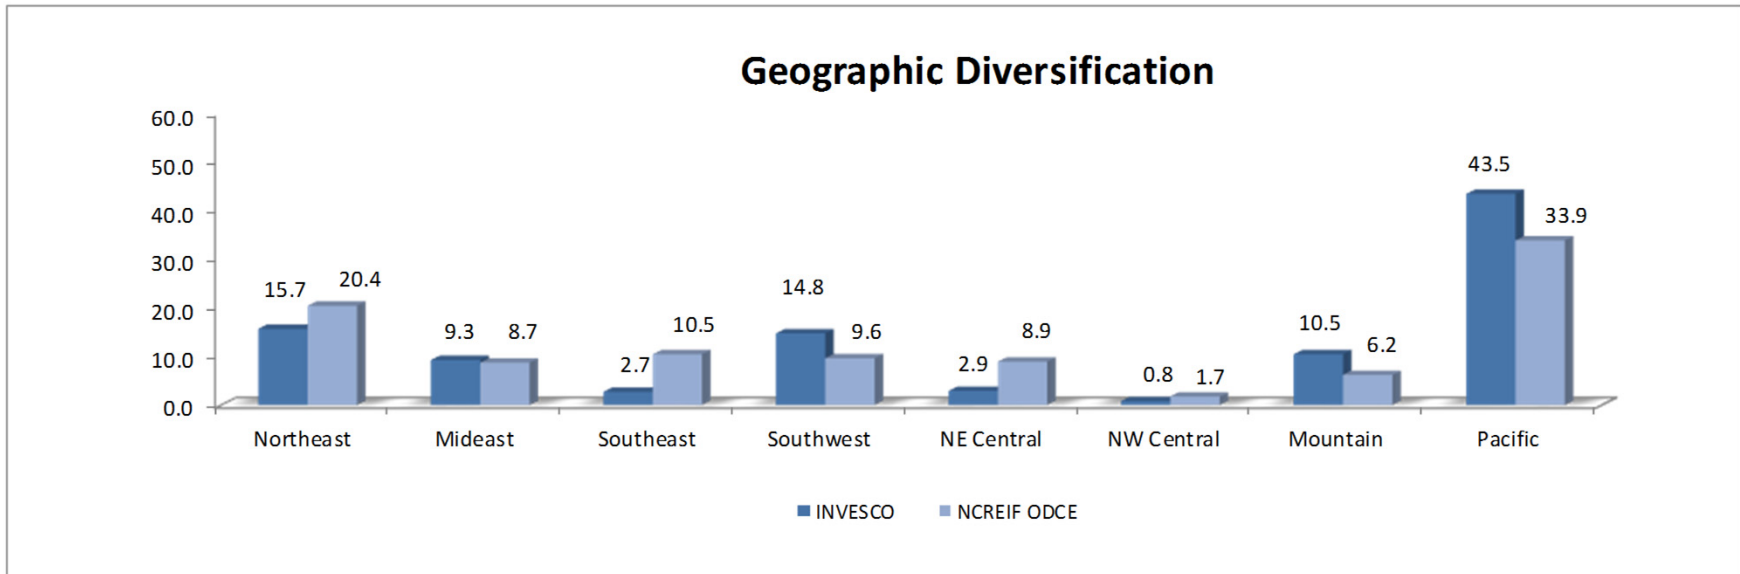 Geographic Diversification
60.0
50.0
40.0
30.0
20.0
10.0
0.0
15.7 20.4 9.3 8.7 2.7 10.5 14.8 9.6 2.9 8.9 0.8 1.7 10.5 6.2 43.5 33.9
Northeast Mideast Southeast Southwest NE Central NW Central Mountain Pacific
INVESCO NCREIF ODCE